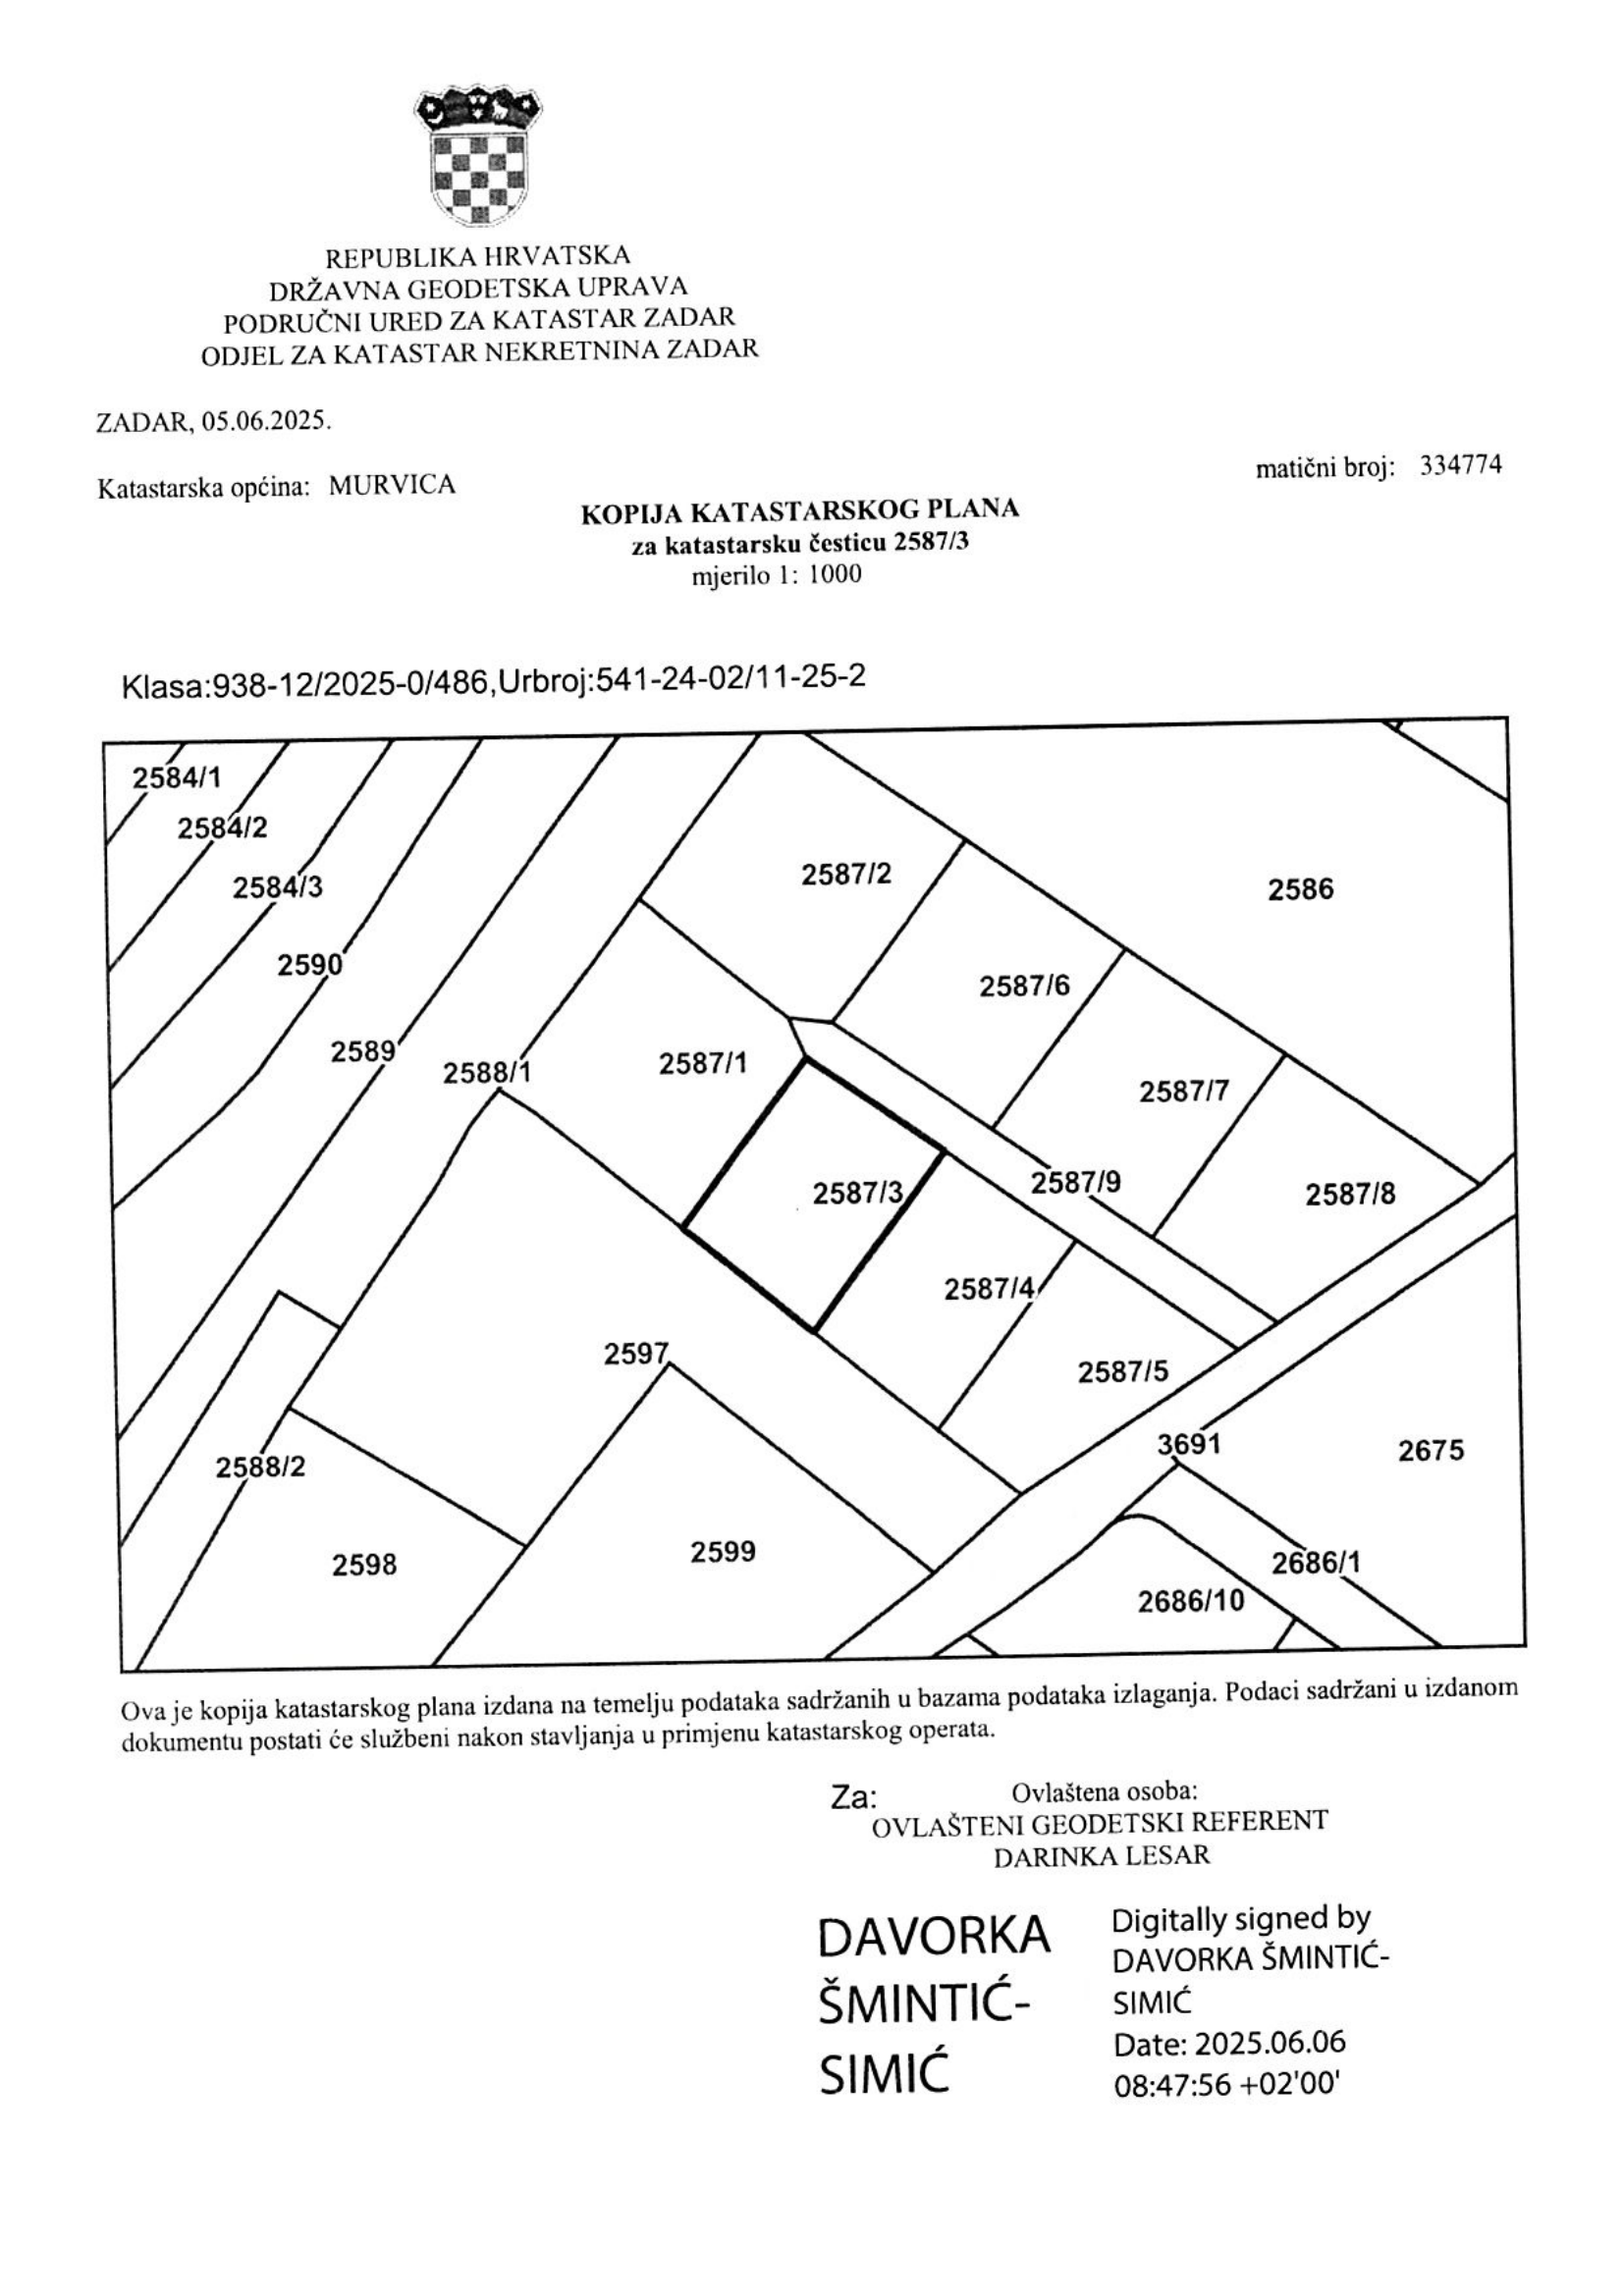 REPUBLIKA HRVATSKA
DRŽAVNA GEODETSKA UPRAVA
PODRUČNI URED ZA KATASTAR ZADAR
ODJEL ZA KATASTAR NEKRETNINA ZADAR
ZADAR, 05.06.2025.
Katastarska općina: MURVICA
matični broj: 334774
KOPIJA KATASTARSKOG PLANA
za katastarsku česticu 2587/3
mjerilo 1: 1000
Klasa:938-12/2025-0/486,Urbroj:541-24-02/11-25-2
2584/1
2584/2
2584/3
2587/2
2586
2590
2587/6
2589
2588/1
2587/1
2587/7
2587/3
2587/9
2587/8
2587/4
2597
2587/5
3691
2675
2588/2
2598
2599
2686/1
2686/10
Ova je kopija katastarskog plana izdana na temelju podataka sadržanih u bazama podataka izlaganja. Podaci sadržani u izdanom
dokumentu postati će službeni nakon stavljanja u primjenu katastarskog operata.
Za:
Ovlaštena osoba:
OVLAŠTENI GEODETSKI REFERENT
DARINKA LESAR
DAVORKA
ŠMINTIĆ-
SIMIĆ
Digitally signed by
DAVORKA ŠMINTIĆ-
SIMIĆ
Date: 2025.06.06
08:47:56 +02'00'